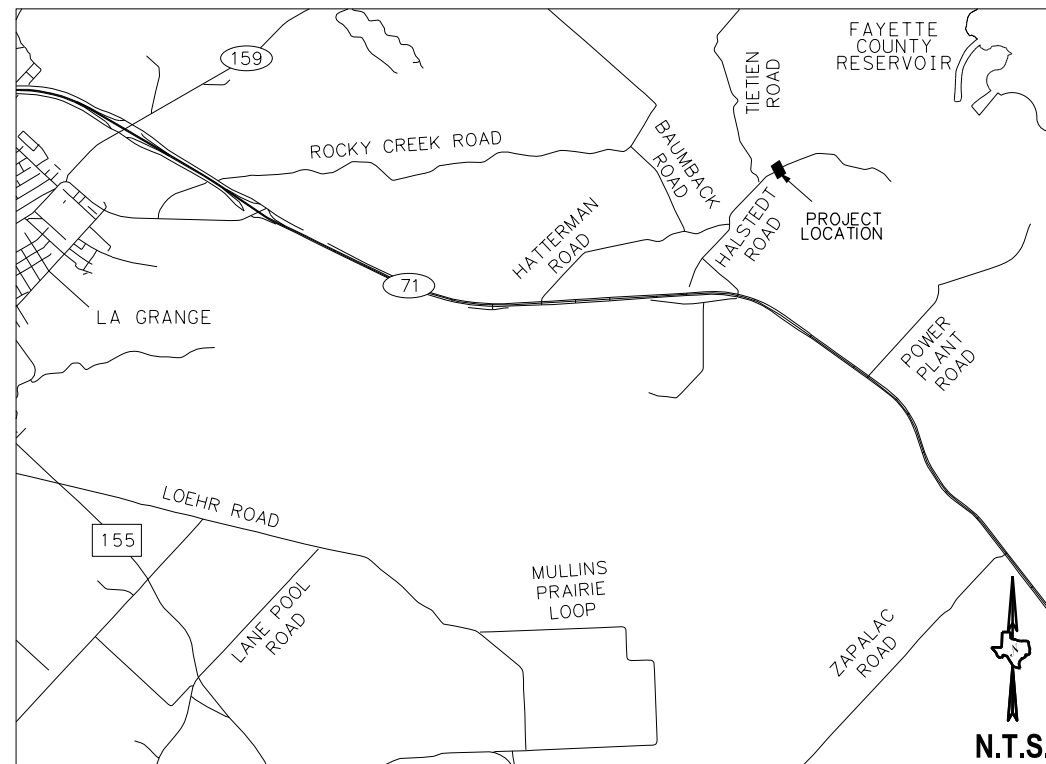 FAYETTE
COUNTY
RESERVOIR
159
TIETIEN
ROAD
ROCKY CREEK ROAD
BAUMBACK
ROAD
HATTERMAN
ROAD
HALSTEDT
ROAD
PROJECT
LOCATION
71
LA GRANGE
POWER
PLANT
ROAD
LOEHR ROAD
155
LANE POOL
ROAD
MULLINS
PRAIRIE
LOOP
ZAPALAC
ROAD
N.T.S.